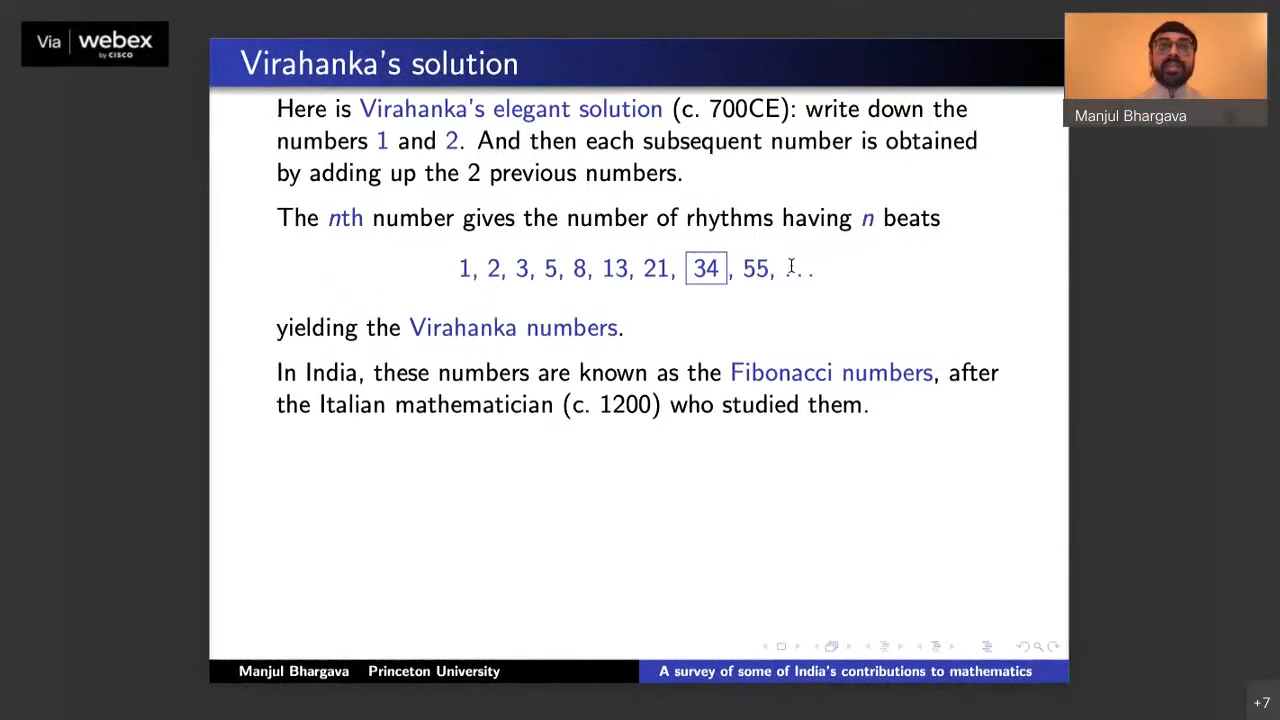 Via webex
by CISCO
Virahanka's solution
Here is Virahanka's elegant solution (c. 700CE): write down the
numbers 1 and 2. And then each subsequent number is obtained
by adding up the 2 previous numbers.
The nth number gives the number of rhythms having n beats
1, 2, 3, 5, 8, 13, 21, 34, 55, ...
yielding the Virahanka numbers.
In India, these numbers are known as the Fibonacci numbers, after
the Italian mathematician (c. 1200) who studied them.
Manjul Bhargava
Manjul Bhargava Princeton University
A survey of some of India's contributions to mathematics
+7